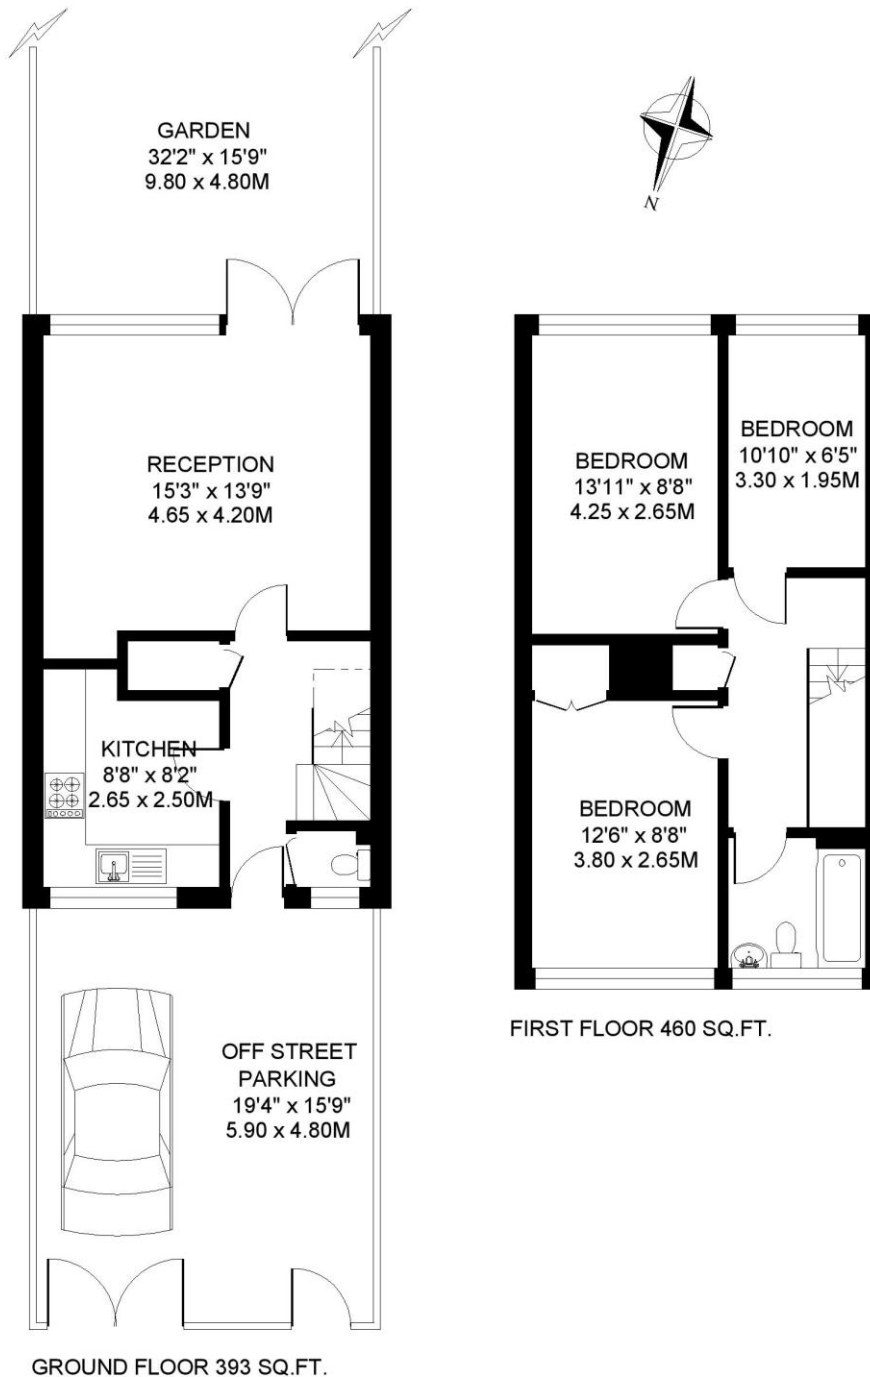 GARDEN
32'2" x 15'9"
9.80 x 4.80M
N
RECEPTION
15'3" x 13'9"
4.65 x 4.20M
BEDROOM
13'11" x 8'8"
4.25 x 2.65M
BEDROOM
10'10" x 6'5"
3.30 x 1.95M
KITCHEN
8'8" x 8'2"
2.65 x 2.50M
BEDROOM
12'6" x 8'8"
3.80 x 2.65M
OFF STREET
PARKING
19'4" x 15'9"
5.90 x 4.80M
FIRST FLOOR 460 SQ.FT.
GROUND FLOOR 393 SQ.FT.